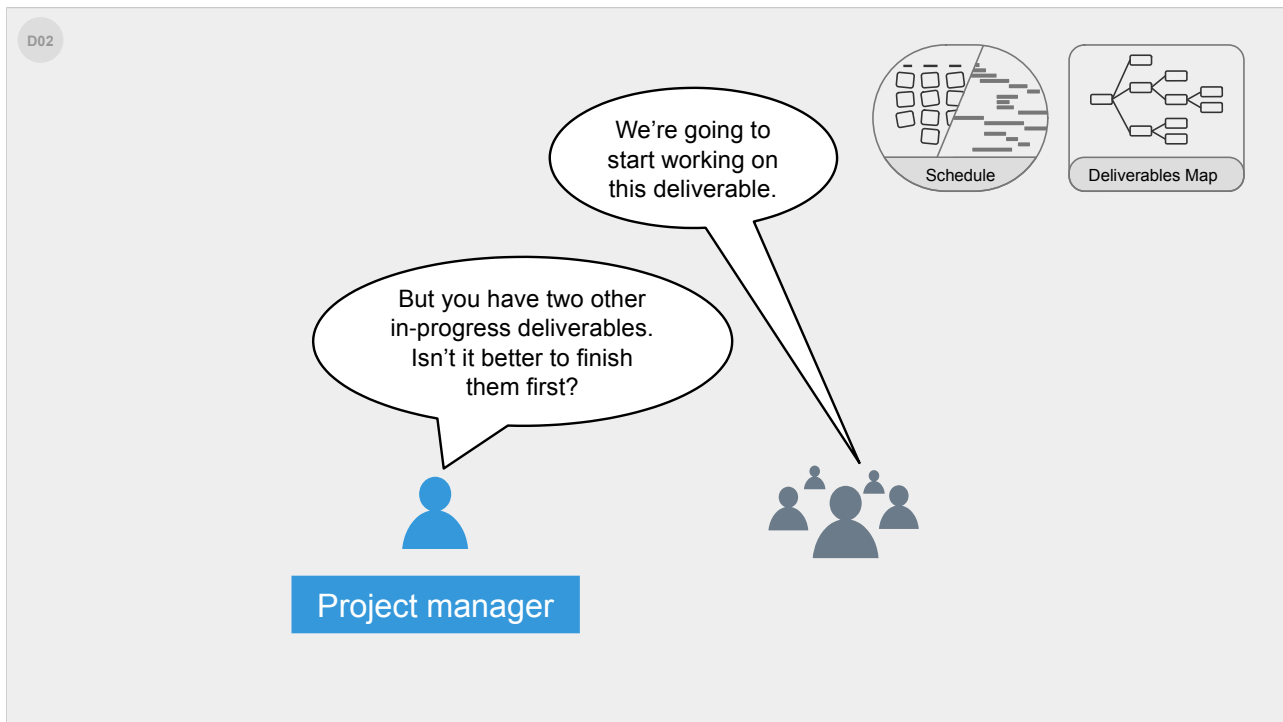 D02
We’re going to
start working on
this deliverable.
Schedule
Deliverables Map
But you have two other
in-progress deliverables.
Isn’t it better to finish
them first?
Project manager